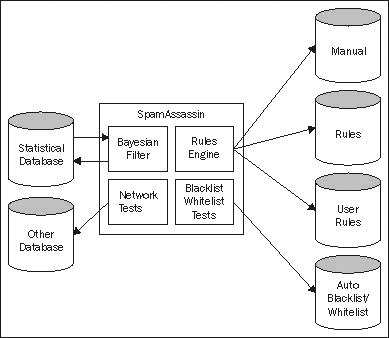 Manual
SpamAssassin
Statistical
Database
Bayesian
Filter
Rules
Engine
Rules
Network
Tests
Blacklist
Whitelist
Tests
User
Rules
Other
Database
Auto
Blacklist/
Whitelist